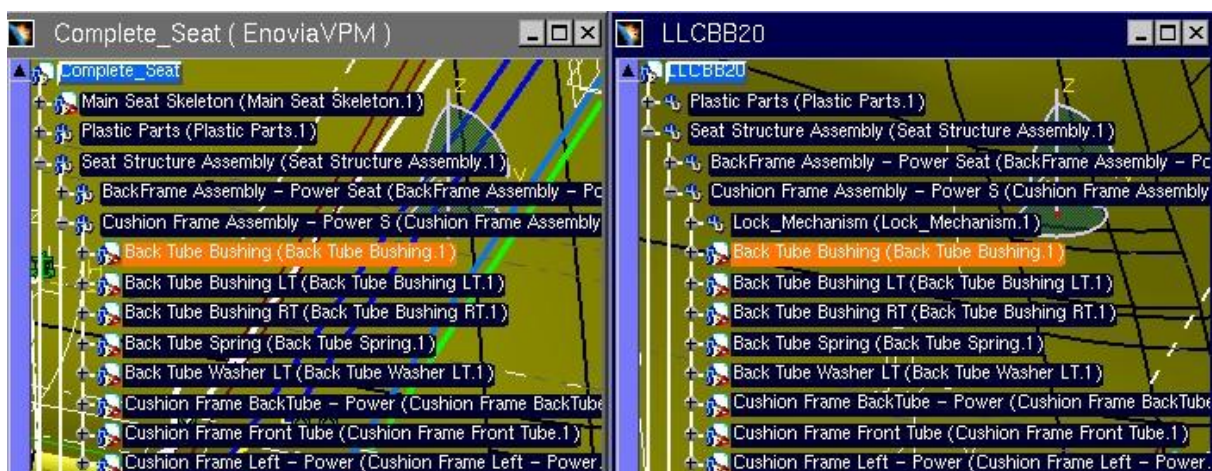 Complete_Seat ( EnoviaVPM )
Complete_Seat
Main Seat Skeleton (Main Seat Skeleton.1)
Plastic Parts (Plastic Parts.1)
Seat Structure Assembly (Seat Structure Assembly.1)
BackFrame Assembly – Power Seat (BackFrame Assembly – Po
Cushion Frame Assembly – Power S (Cushion Frame Assembly
Back Tube Bushing (Back Tube Bushing.1)
Back Tube Bushing LT (Back Tube Bushing LT.1)
Back Tube Bushing RT (Back Tube Bushing RT.1)
Back Tube Spring (Back Tube Spring.1)
Back Tube Washer LT (Back Tube Washer LT.1)
Cushion Frame BackTube – Power (Cushion Frame BackTube
Cushion Frame Front Tube (Cushion Frame Front Tube.1)
Cushion Frame Left – Power (Cushion Frame Left – Power.
Z
LLCBB20
LLCBB20
Plastic Parts (Plastic Parts.1)
Seat Structure Assembly (Seat Structure Assembly.1)
BackFrame Assembly – Power Seat (BackFrame Assembly – Po
Cushion Frame Assembly – Power S (Cushion Frame Assembly
Lock_Mechanism (Lock_Mechanism.1)
Back Tube Bushing (Back Tube Bushing.1)
Back Tube Bushing LT (Back Tube Bushing LT.1)
Back Tube Bushing RT (Back Tube Bushing RT.1)
Back Tube Spring (Back Tube Spring.1)
Back Tube Washer LT (Back Tube Washer LT.1)
Cushion Frame BackTube – Power (Cushion Frame BackTube
Cushion Frame Front Tube (Cushion Frame Front Tube.1)
Cushion Frame Left – Power (Cushion Frame Left – Power.
Z